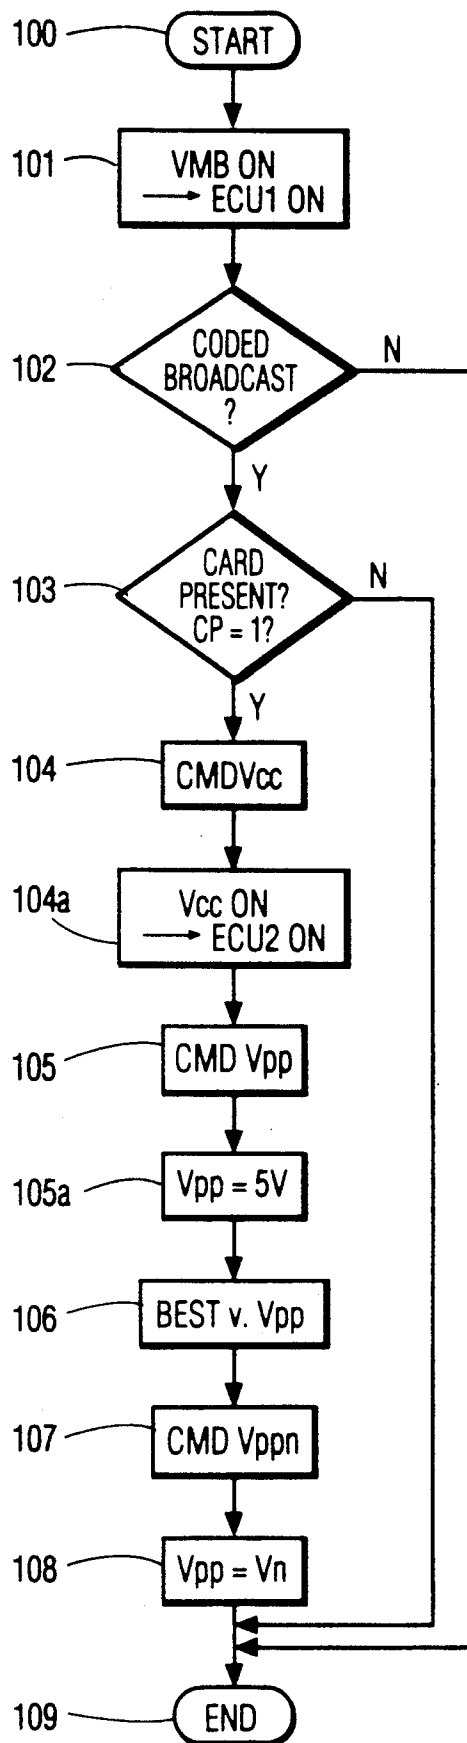 100
START
101
VMB ON
→ ECU1 ON
102
CODED
BROADCAST
?
N
Y
103
CARD
PRESENT?
CP = 1?
N
Y
104
CMDVcc
104a
Vcc ON
→ ECU2 ON
105
CMD Vpp
105a
Vpp = 5V
106
BEST v. Vpp
107
CMD Vppn
108
Vpp = Vn
109
END